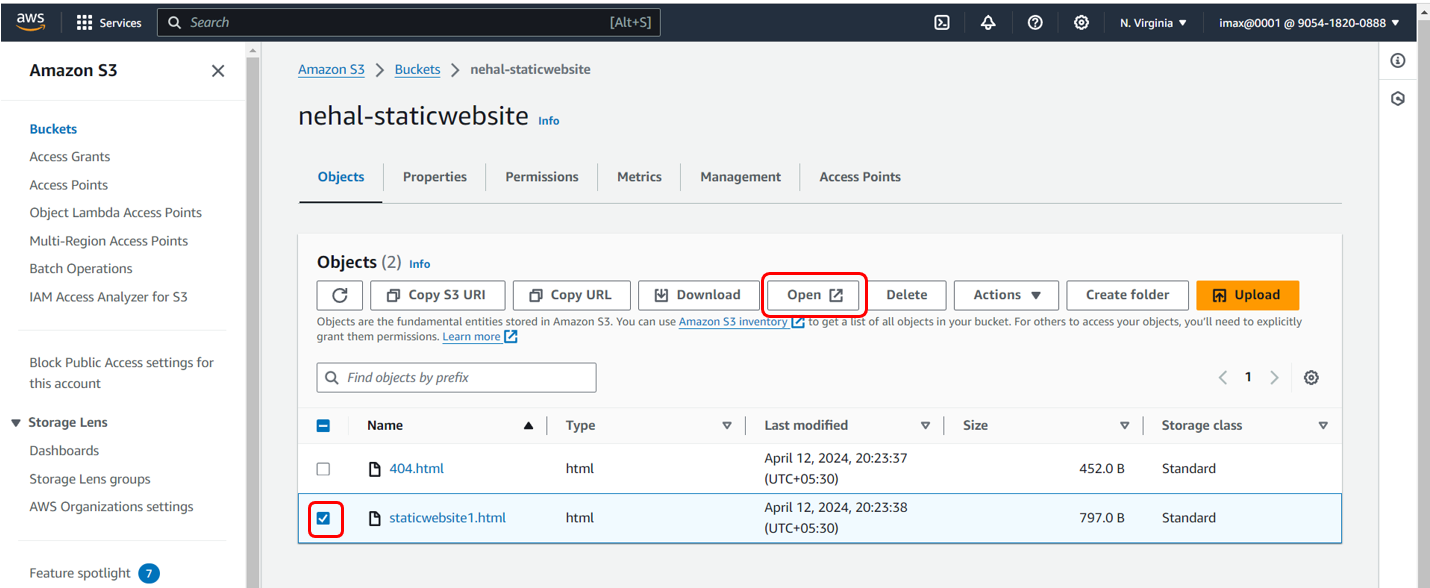 aws Services Search [Alt+S] N. Virginia imax@0001 @ 9054-1820-0888
Amazon S3
Buckets
Access Grants
Access Points
Object Lambda Access Points
Multi-Region Access Points
Batch Operations
IAM Access Analyzer for S3
Block Public Access settings for
this account
Storage Lens
Dashboards
Storage Lens groups
AWS Organizations settings
Feature spotlight 7
Amazon S3 Buckets nehal-staticwebsite
nehal-staticwebsite Info
Objects Properties Permissions Metrics Management Access Points
Objects (2) Info
Copy S3 URI Copy URL Download Open Delete Actions Create folder Upload
Objects are the fundamental entities stored in Amazon S3. You can use Amazon S3 inventory to get a list of all objects in your bucket. For others to access your objects, you'll need to explicitly
grant them permissions. Learn more
Find objects by prefix 1
Name Type Last modified Size Storage class
404.html html April 12, 2024, 20:23:37 (UTC+05:30) 452.0 B Standard
staticwebsite1.html html April 12, 2024, 20:23:38 (UTC+05:30) 797.0 B Standard